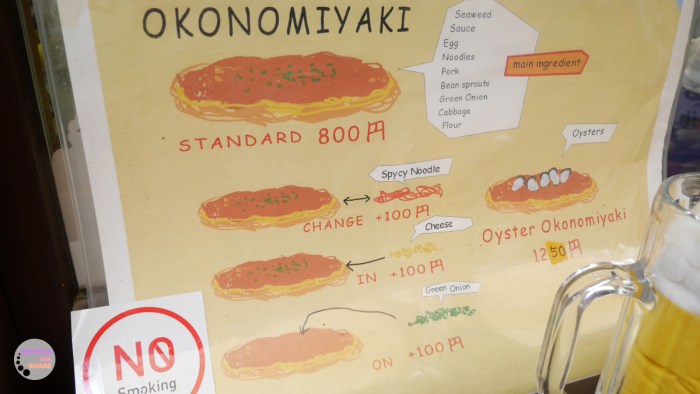 OKONOMIYAKI
Seaweed
Sauce
Egg
Noodles
Pork
Bean sprouts
Green Onion
Cabbage
Flour
main ingredient
STANDARD 800円
Spycy Noodle
CHANGE +100円
Cheese
IN +100円
Green Onion
ON +100円
Oysters
Oyster Okonomiyaki
1250円
NO
Smoking